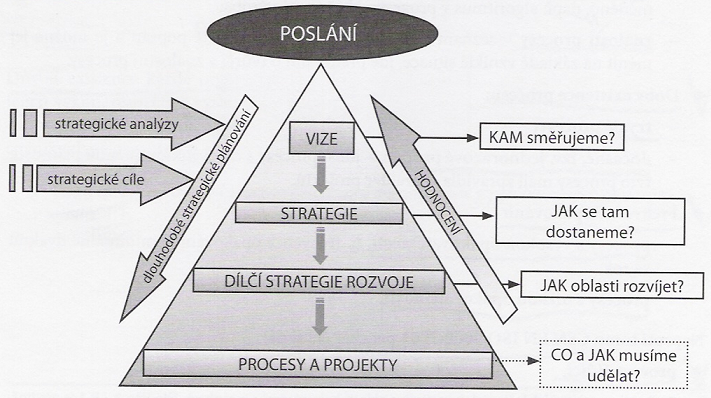 POSLÁNÍ
strategické analýzy
strategické cíle
dlouhodobé strategické plánování
VIZE
HODNOCENÍ
KAM směřujeme?
STRATEGIE
JAK se tam
dostaneme?
DÍLČÍ STRATEGIE ROZVOJE
JAK oblasti rozvíjet?
PROCESY A PROJEKTY
CO a JAK musíme
udělat?